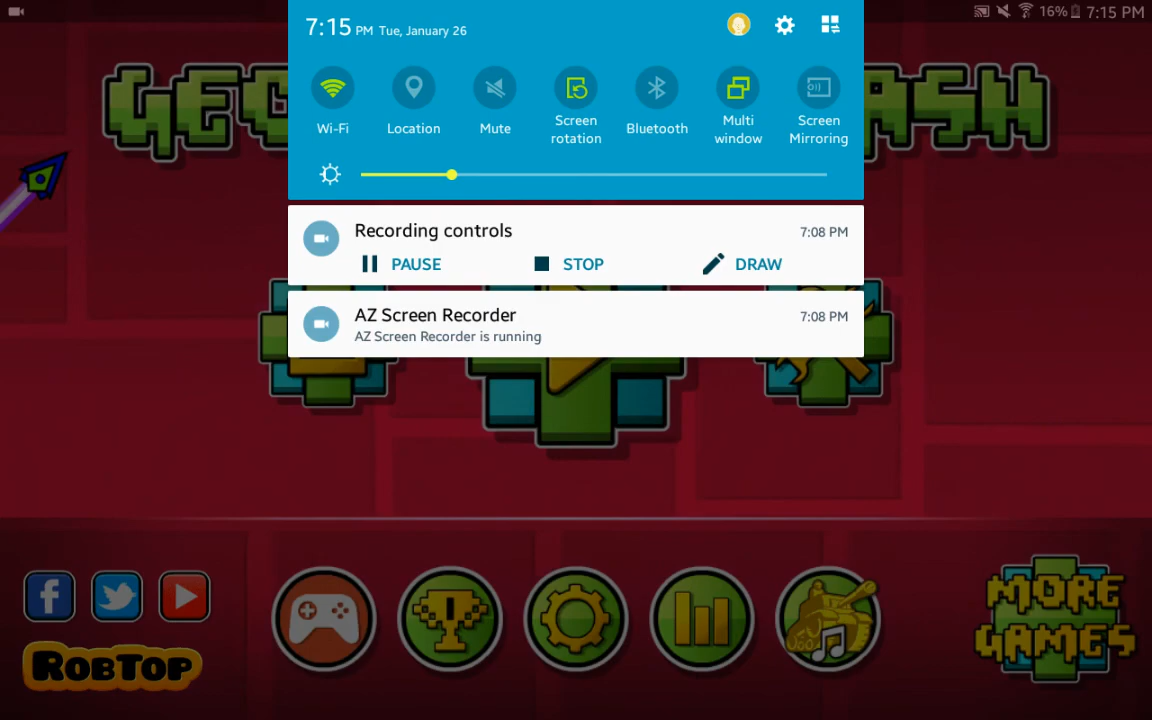 16% 7:15 PM
7:15 PM Tue, January 26
Wi-Fi
Location
Mute
Screen rotation
Bluetooth
Multi window
Screen Mirroring
Recording controls 7:08 PM
PAUSE STOP DRAW
AZ Screen Recorder 7:08 PM
AZ Screen Recorder is running
ROBTOP
MORE
GAMES